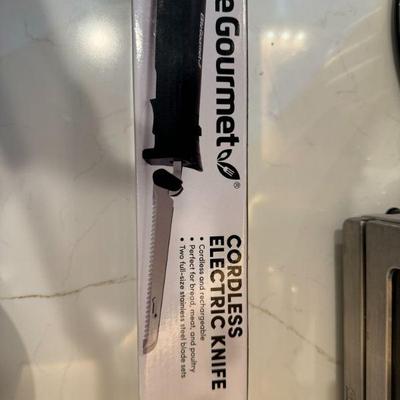 e Gourmet®
CORDLESS
ELECTRIC KNIFE
• Cordless and rechargeable
• Perfect for bread, meat, and poultry
• Two full-size stainless steel blade sets